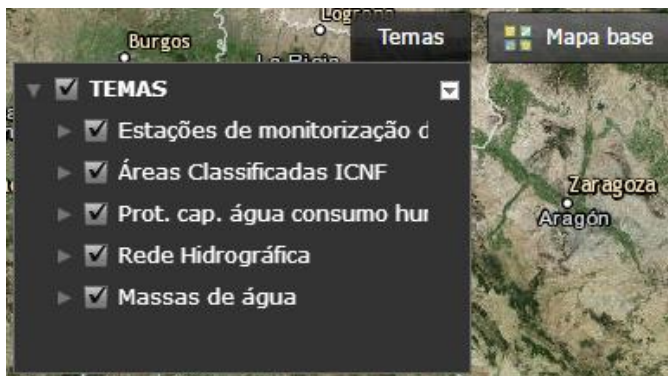 Logroño
Burgos
Temas
Mapa base
La Rioja
TEMAS
Estações de monitorização d
Áreas Classificadas ICNF
Zaragoza
Prot. cap. água consumo hu
Aragón
Rede Hidrográfica
Massas de água